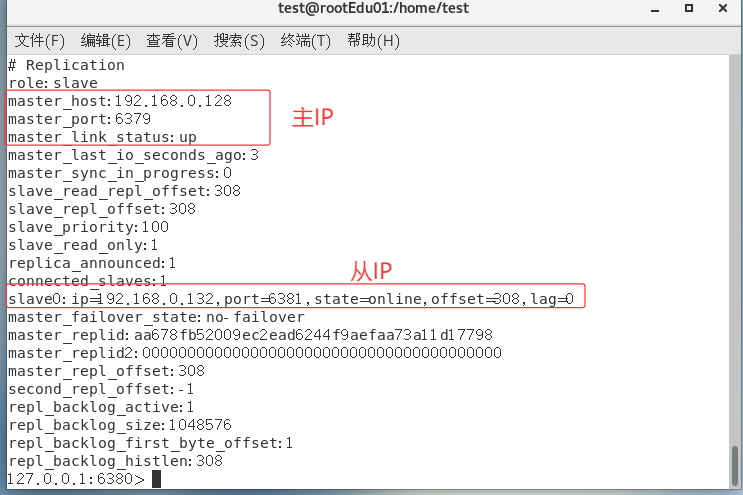 test@rootEdu01:/home/test
文件(F) 编辑(E) 查看(V) 搜索(S) 终端(T) 帮助(H)
# Replication
role:slave
master_host:192.168.0.128
master_port:6379
主IP
master_link_status:up
master_last_io_seconds_ago:3
master_sync_in_progress:0
slave_read_repl_offset:308
slave_repl_offset:308
slave_priority:100
slave_read_only:1
replica_announced:1
从IP
connected_slaves:1
slave0:ip=192.168.0.132,port=6381,state=online,offset=308,lag=0
master_failover_state:no-failover
master_replid:aa678fb52009ec2ead6244f9aefaa73a11d17798
master_replid2:0000000000000000000000000000000000000000
master_repl_offset:308
second_repl_offset:-1
repl_backlog_active:1
repl_backlog_size:1048576
repl_backlog_first_byte_offset:1
repl_backlog_histlen:308
127.0.0.1:6380>